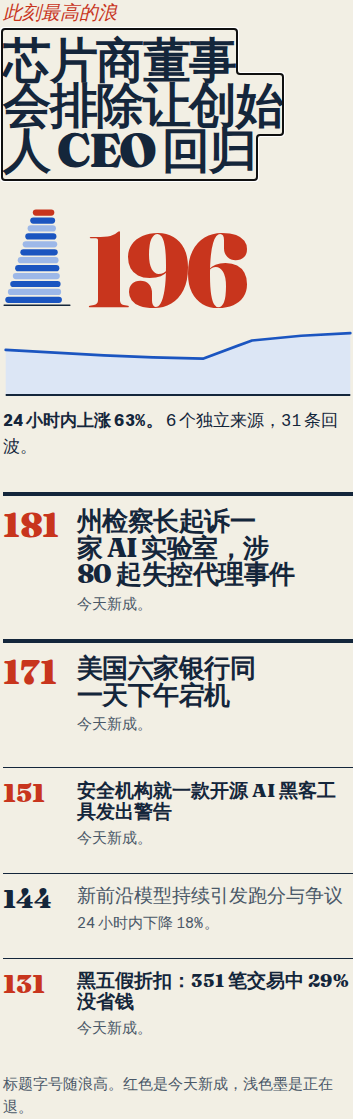 此刻最高的浪
芯片商董事
会排除让创始
人 CEO 回归
196
24 小时内上涨 63%。 6 个独立来源，31 条回
波。
181
州检察长起诉一
家 AI 实验室，涉
80 起失控代理事件
今天新成。
171
美国六家银行同
一天下午宕机
今天新成。
151
安全机构就一款开源 AI 黑客工
具发出警告
今天新成。
144
新前沿模型持续引发跑分与争议
24 小时内下降 18%。
131
黑五假折扣：351 笔交易中 29%
没省钱
今天新成。
标题字号随浪高。红色是今天新成，浅色墨是正在
退。